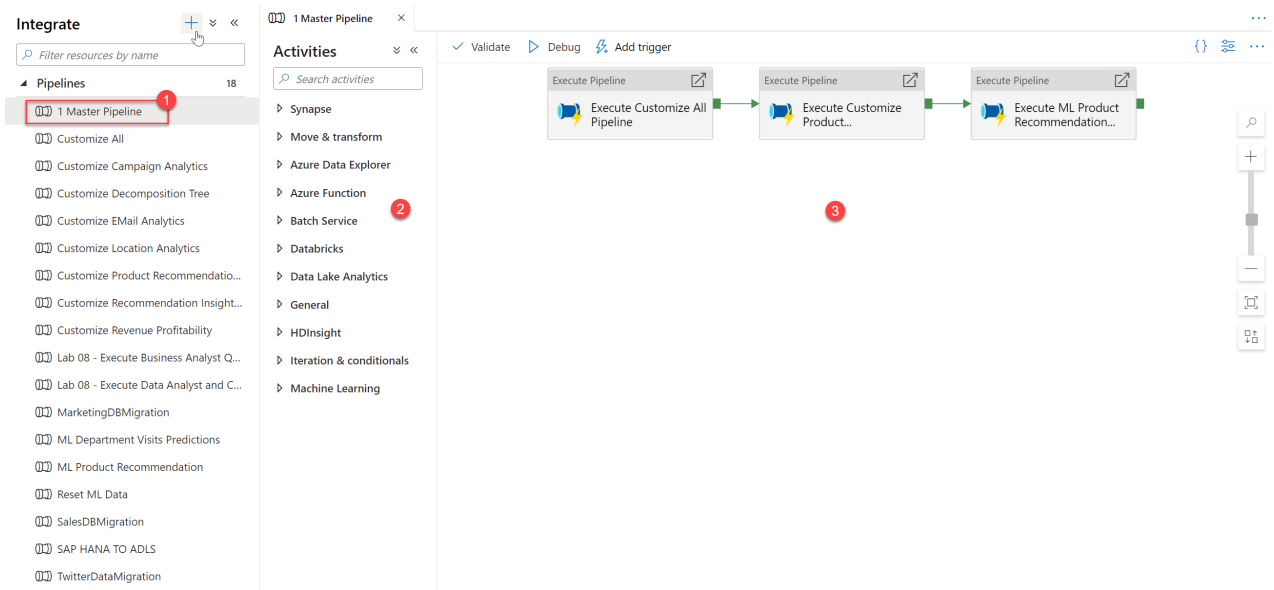 Integrate
Filter resources by name
Pipelines 18
1 Master Pipeline
1
Customize All
Customize Campaign Analytics
Customize Decomposition Tree
Customize EMail Analytics
Customize Location Analytics
Customize Product Recommendatio...
Customize Recommendation Insight...
Customize Revenue Profitability
Lab 08 - Execute Business Analyst Q...
Lab 08 - Execute Data Analyst and C...
MarketingDBMigration
ML Department Visits Predictions
ML Product Recommendation
Reset ML Data
SalesDBMigration
SAP HANA TO ADLS
TwitterDataMigration
1 Master Pipeline
Activities
Search activities
Synapse
Move & transform
Azure Data Explorer
Azure Function
2
Batch Service
Databricks
Data Lake Analytics
General
HDInsight
Iteration & conditionals
Machine Learning
Validate Debug Add trigger {}
Execute Pipeline
Execute Customize All
Pipeline
Execute Pipeline
Execute Customize
Product...
Execute Pipeline
Execute ML Product
Recommendation...
3